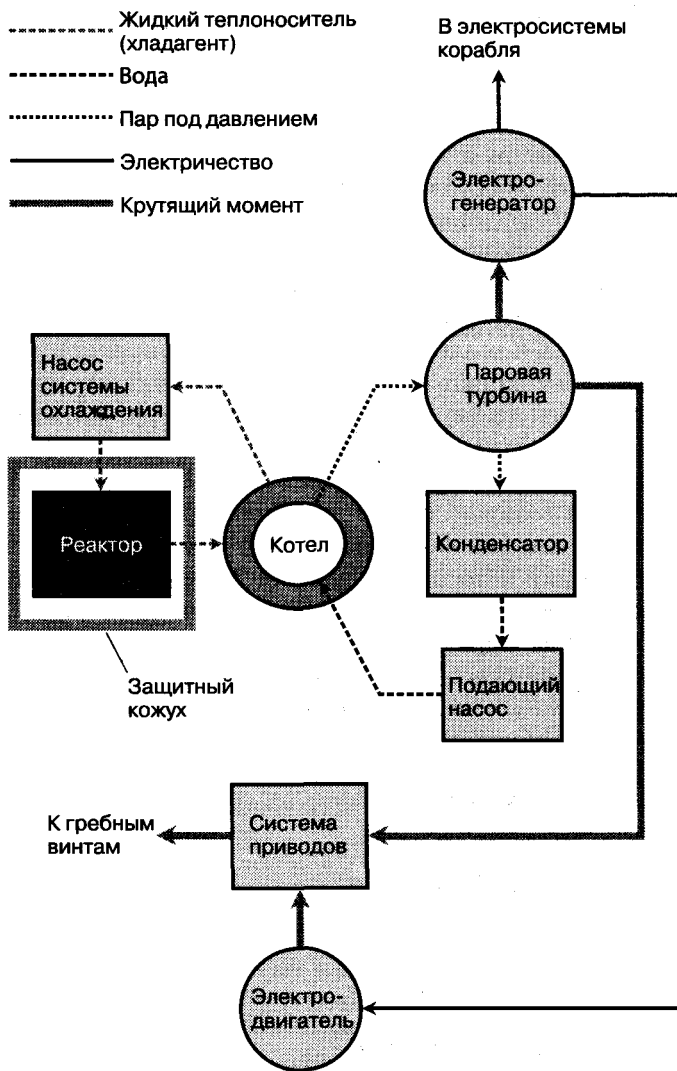 Жидкий теплоноситель
(хладагент)
Вода
Пар под давлением
Электричество
Крутящий момент
В электросистемы
корабля
Электро-
генератор
Насос
системы
охлаждения
Паровая
турбина
Реактор
Котел
Конденсатор
Защитный
кожух
Подающий
насос
К гребным
винтам
Система
приводов
Электро-
двигатель